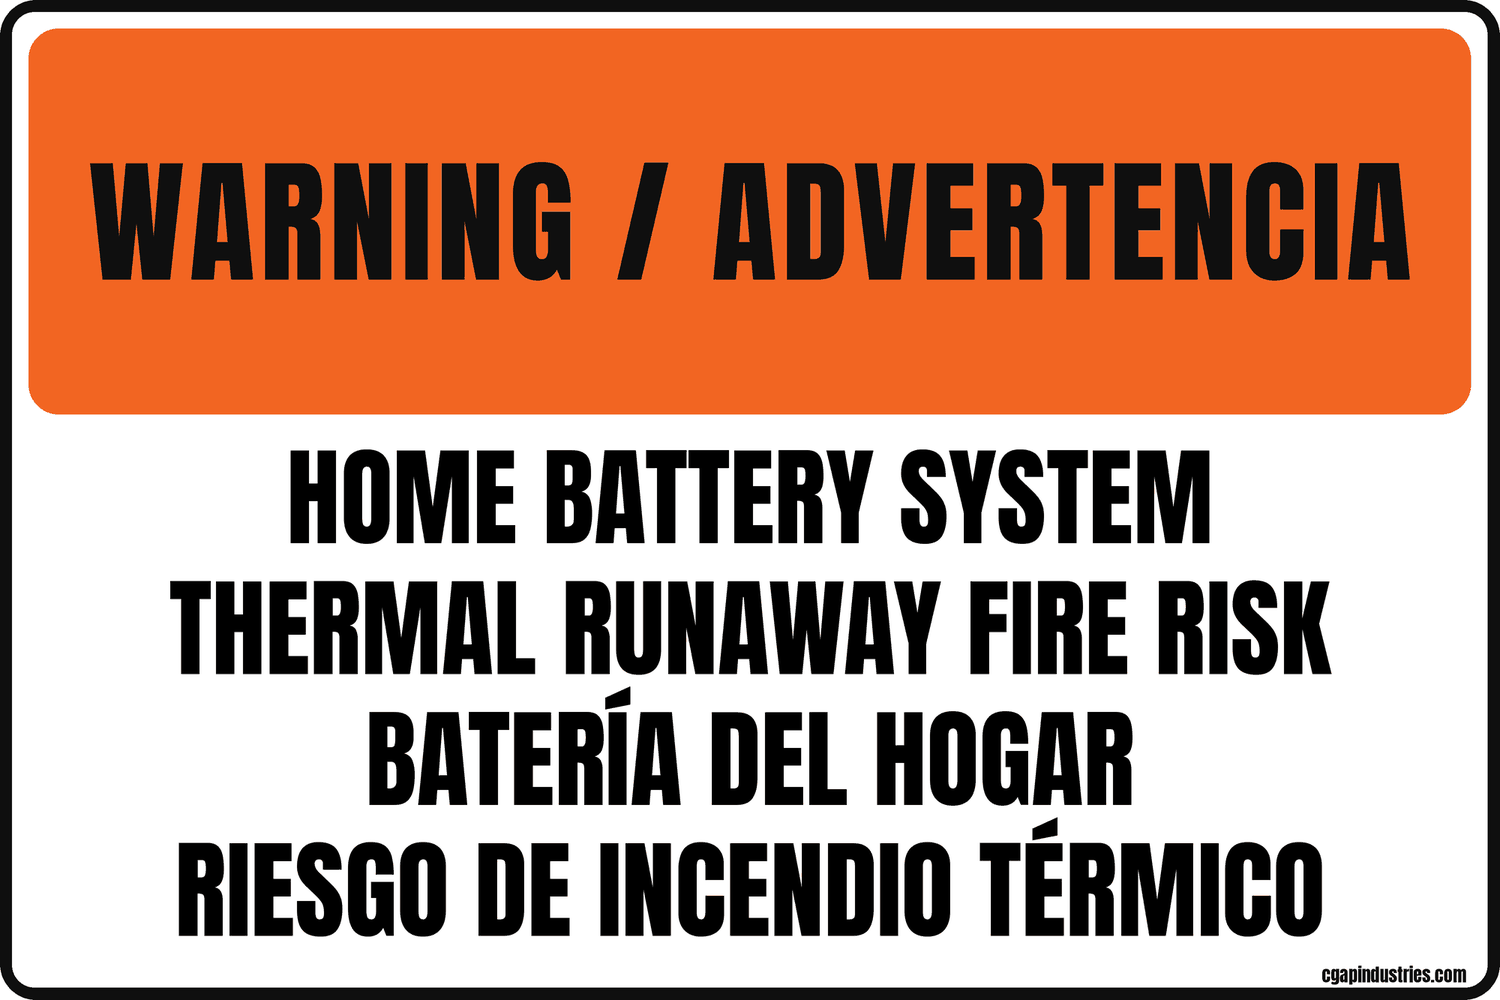 WARNING / ADVERTENCIA
HOME BATTERY SYSTEM
THERMAL RUNAWAY FIRE RISK
BATERÍA DEL HOGAR
RIESGO DE INCENDIO TÉRMICO
cgapindustries.com